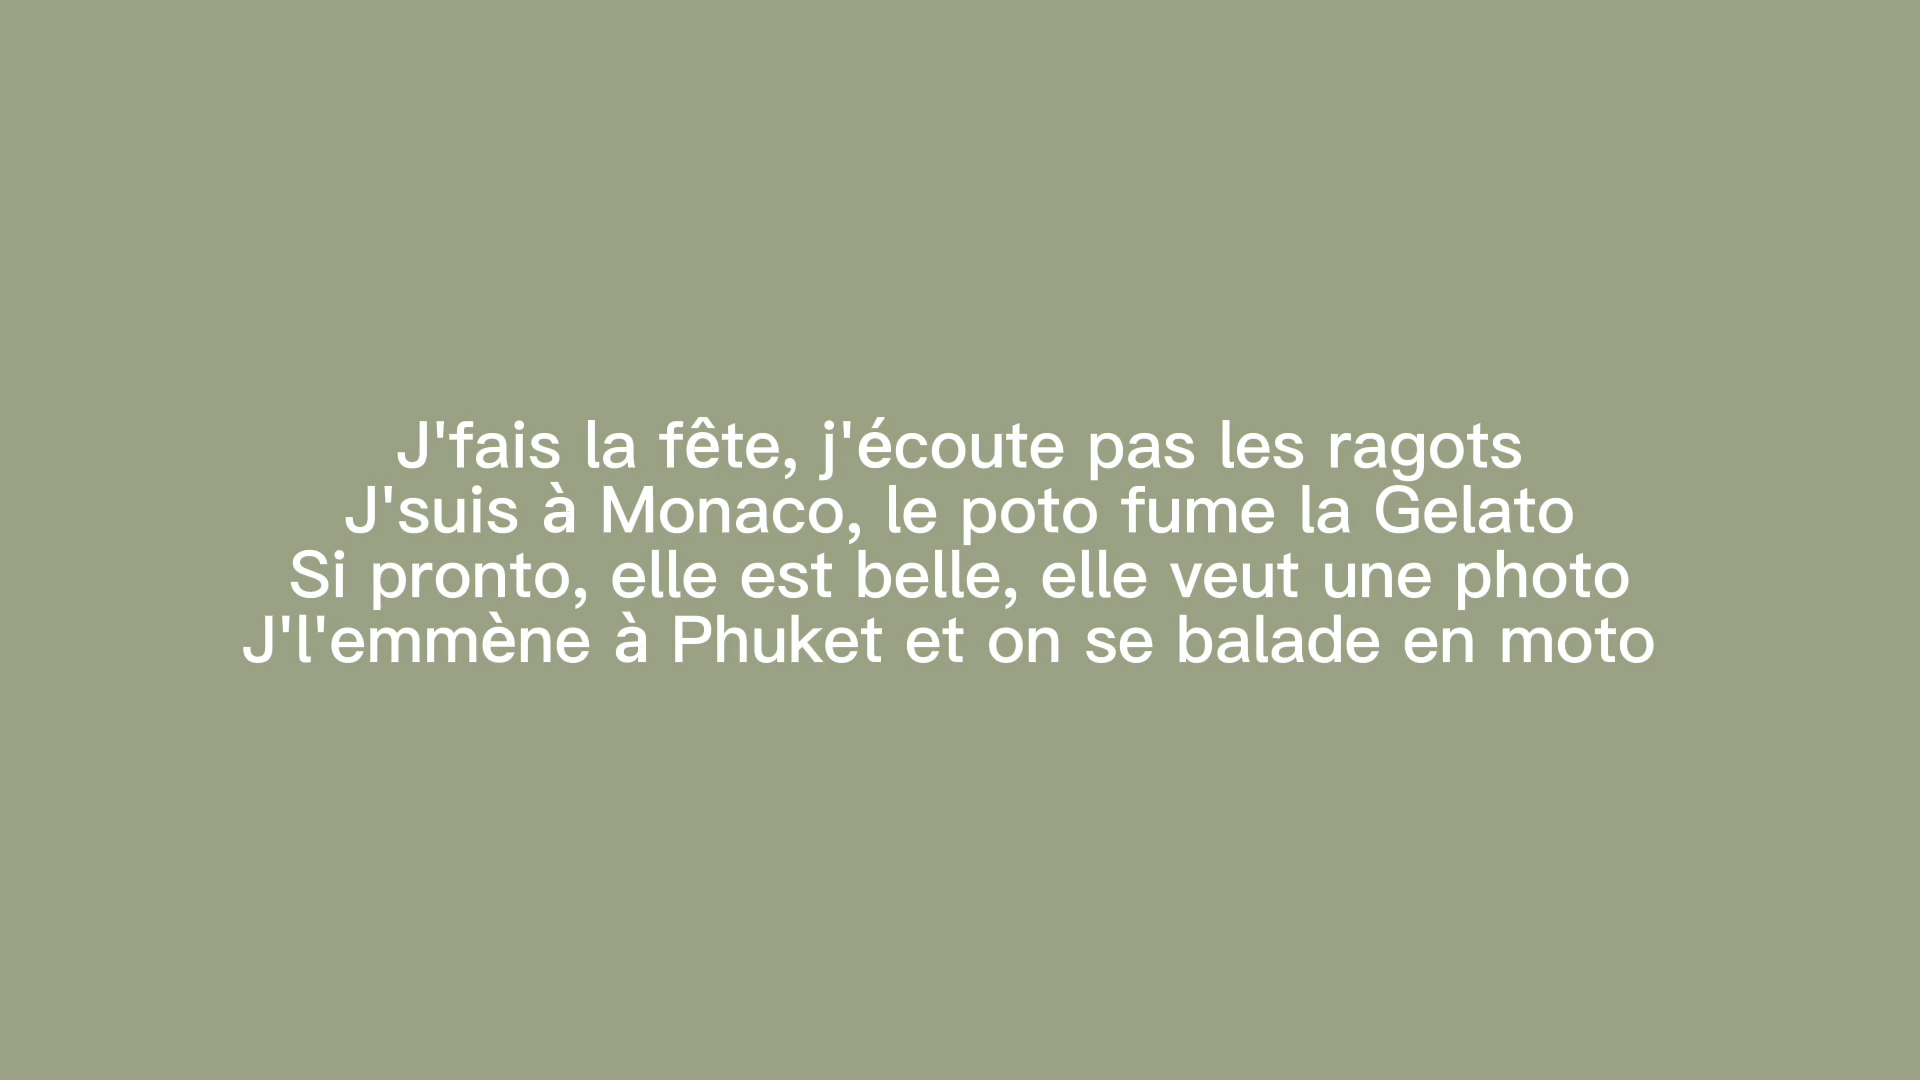 J'fais la fête, j'écoute pas les ragots
J'suis à Monaco, le poto fume la Gelato
Si pronto, elle est belle, elle veut une photo
J'l'emmène à Phuket et on se balade en moto